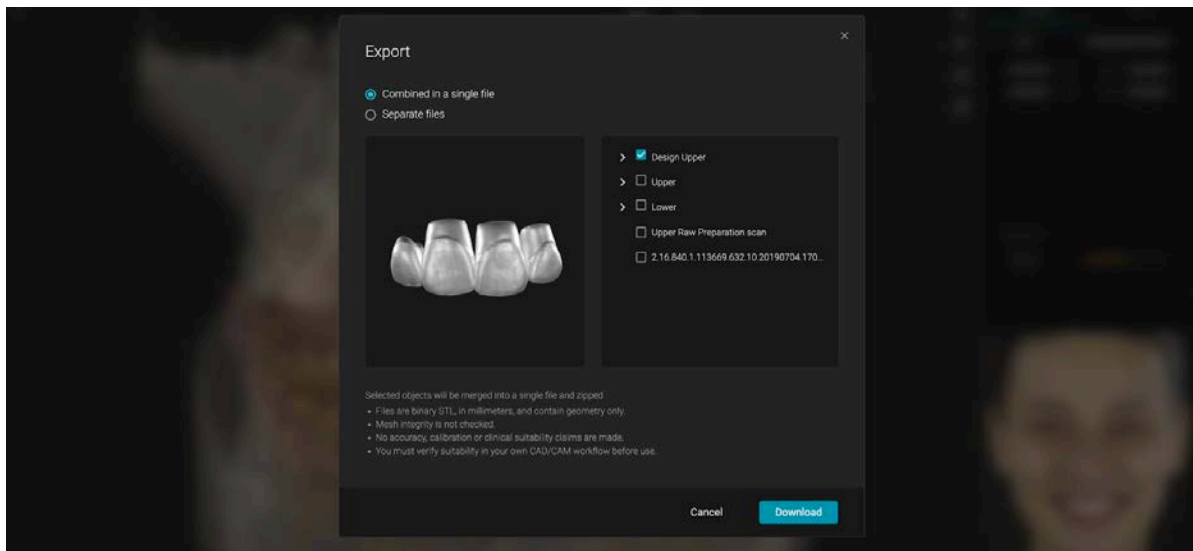 Export
Combined in a single file
Separate files
Design Upper
Upper
Lower
Upper Raw Preparation scan
2.16.840.1.113669.632.10.20190704.170...
Selected objects will be merged into a single file and zipped
• Files are binary STL, in millimeters, and contain geometry only.
• Mesh integrity is not checked.
• No accuracy, calibration or clinical suitability claims are made.
• You must verify suitability in your own CAD/CAM workflow before use.
Cancel
Download